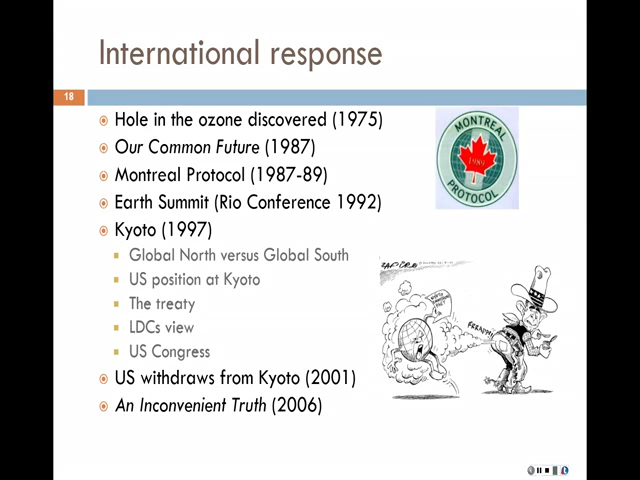 International response
18
Hole in the ozone discovered (1975)
Our Common Future (1987)
Montreal Protocol (1987-89)
Earth Summit (Rio Conference 1992)
Kyoto (1997)
Global North versus Global South
US position at Kyoto
The treaty
LDCs view
US Congress
US withdraws from Kyoto (2001)
An Inconvenient Truth (2006)
MONTREAL
1989
PROTOCOL